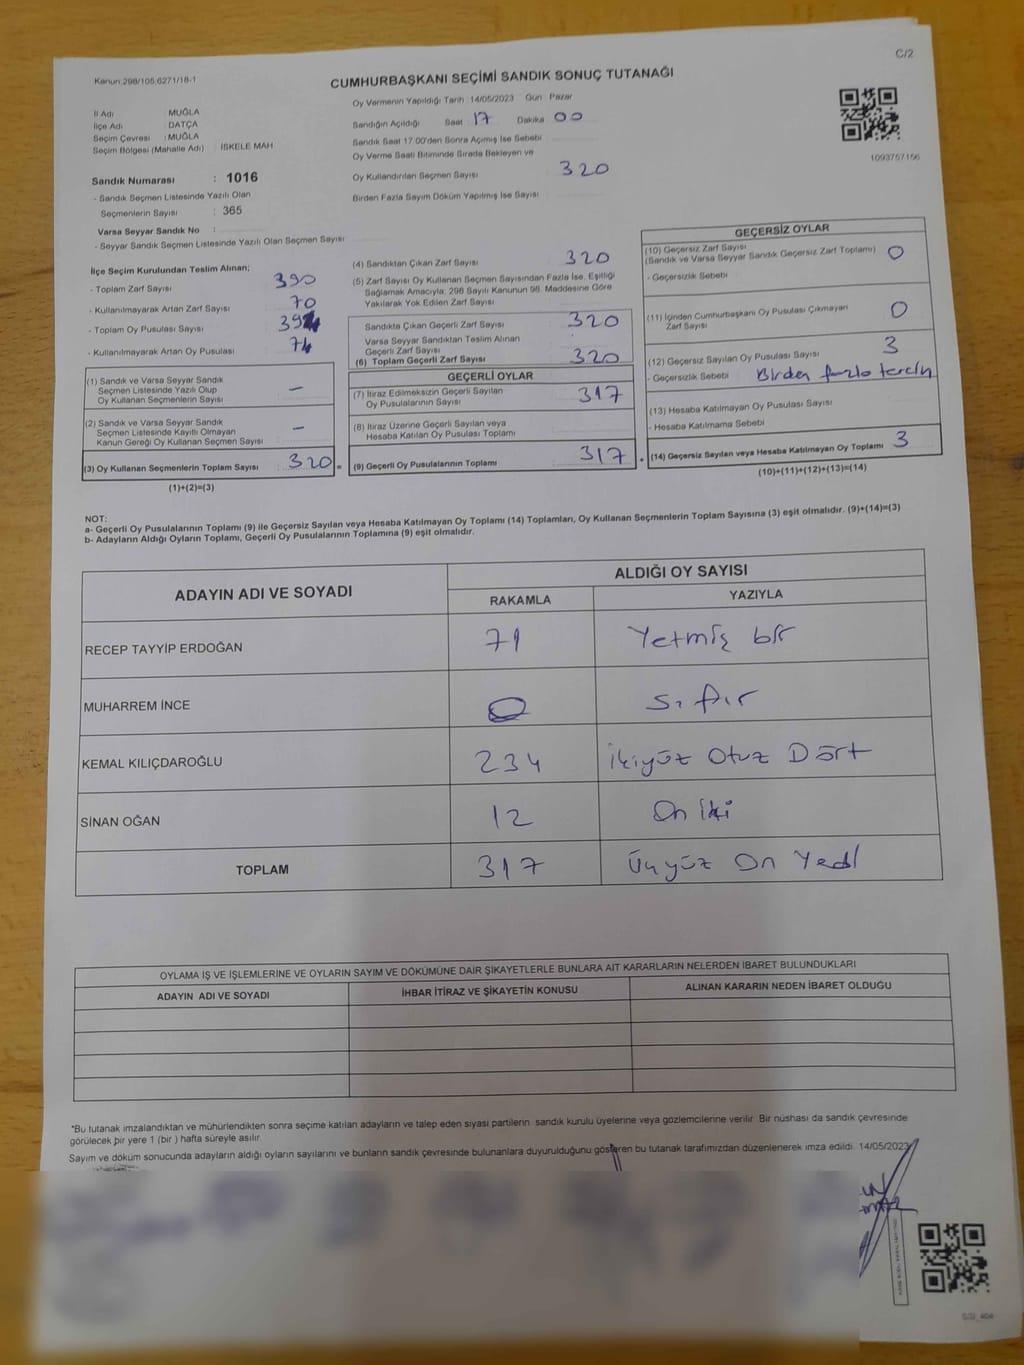 C/2
Kanun:298/105,6271/18-1
CUMHURBAŞKANI SEÇİMİ SANDIK SONUÇ TUTANAĞI
İl Adı : MUĞLA
İlçe Adı : DATÇA
Seçim Çevresi : MUĞLA
Seçim Bölgesi (Mahalle Adı) : İSKELE MAH
Oy Vermenin Yapıldığı Tarih :14/05/2023 Gün : Pazar
Sandığın Açıldığı Saat 17 Dakika 00
Sandık Saat 17:00'den Sonra Açımış İse Sebebi
Oy Verme Saati Bitiminde Sırada Bekleyen ve
Oy Kullandırılan Seçmen Sayısı 320
Birden Fazla Sayım Döküm Yapılmış İse Sayısı
1093757156
Sandık Numarası : 1016
- Sandık Seçmen Listesinde Yazılı Olan
Seçmenlerin Sayısı : 365
Varsa Seyyar Sandık No :
- Seyyar Sandık Seçmen Listesinde Yazılı Olan Seçmen Sayısı
İlçe Seçim Kurulundan Teslim Alınan;
- Toplam Zarf Sayısı 390
- Kullanılmayarak Artan Zarf Sayısı 70
- Toplam Oy Pusulası Sayısı
- Kullanılmayarak Artan Oy Pusulası
(1) Sandık ve Varsa Seyyar Sandık
Seçmen Listesinde Yazılı Olup
Oy Kullanan Seçmenlerin Sayısı –
(2) Sandık ve Varsa Seyyar Sandık
Seçmen Listesinde Kayıtlı Olmayan
Kanun Gereği Oy Kullanan Seçmen Sayısı –
(3) Oy Kullanan Seçmenlerin Toplam Sayısı 320 =
(1)+(2)=(3)
(4) Sandıktan Çıkan Zarf Sayısı 320
(5) Zarf Sayısı Oy Kullanan Seçmen Sayısından Fazla İse, Eşitliği
Sağlamak Amacıyla; 298 Sayılı Kanunun 98. Maddesine Göre
Yakılarak Yok Edilen Zarf Sayısı
Sandıkta Çıkan Geçerli Zarf Sayısı 320
Varsa Seyyar Sandıktan Teslim Alınan
Geçerli Zarf Sayısı
(6) Toplam Geçerli Zarf Sayısı 320
GEÇERLİ OYLAR
(7) İtiraz Edilmeksizin Geçerli Sayılan
Oy Pusulalarının Sayısı 317
(8) İtiraz Üzerine Geçerli Sayılan veya
Hesaba Katılan Oy Pusulası Toplamı
(9) Geçerli Oy Pusulalarının Toplamı 317
GEÇERSİZ OYLAR
(10) Geçersiz Zarf Sayısı
(Sandık ve Varsa Seyyar Sandık Geçersiz Zarf Toplamı) 0
- Geçersizlik Sebebi
(11) İçinden Cumhurbaşkanı Oy Pusulası Çıkmayan
Zarf Sayısı 0
(12) Geçersiz Sayılan Oy Pusulası Sayısı 3
- Geçersizlik Sebebi Birden fazla tercih
(13) Hesaba Katılmayan Oy Pusulası Sayısı
- Hesaba Katılmama Sebebi
(14) Geçersiz Sayılan veya Hesaba Katılmayan Oy Toplamı 3
(10)+(11)+(12)+(13)=(14)
NOT:
a- Geçerli Oy Pusulalarının Toplamı (9) ile Geçersiz Sayılan veya Hesaba Katılmayan Oy Toplamı (14) Toplamları, Oy Kullanan Seçmenlerin Toplam Sayısına (3) eşit olmalıdır. (9)+(14)=(3)
b- Adayların Aldığı Oyların Toplamı, Geçerli Oy Pusulalarının Toplamına (9) eşit olmalıdır.
ADAYIN ADI VE SOYADI
ALDIĞI OY SAYISI
RAKAMLA YAZIYLA
RECEP TAYYİP ERDOĞAN 71 Yetmiş bir
MUHARREM İNCE 0 Sıfır
KEMAL KILIÇDAROĞLU 234 İkiyüz Otuz Dört
SİNAN OĞAN 12 On İki
TOPLAM 317 Üçyüz On Yedi
OYLAMA İŞ VE İŞLEMLERİNE VE OYLARIN SAYIM VE DÖKÜMÜNE DAİR ŞİKAYETLERLE BUNLARA AİT KARARLARIN NELERDEN İBARET BULUNDUKLARI
ADAYIN ADI VE SOYADI İHBAR İTİRAZ VE ŞİKAYETİN KONUSU ALINAN KARARIN NEDEN İBARET OLDUĞU
*Bu tutanak imzalandıktan ve mühürlendikten sonra seçime katılan adayların ve talep eden siyasi partilerin sandık kurulu üyelerine veya gözlemcilerine verilir. Bir nüshası da sandık çevresinde
görülecek bir yere 1 (bir ) hafta süreyle asılır.
Sayım ve döküm sonucunda adayların aldığı oyların sayılarını ve bunların sandık çevresinde bulunanlara duyurulduğunu gösteren bu tutanak tarafımızdan düzenlenerek imza edildi. 14/05/2023